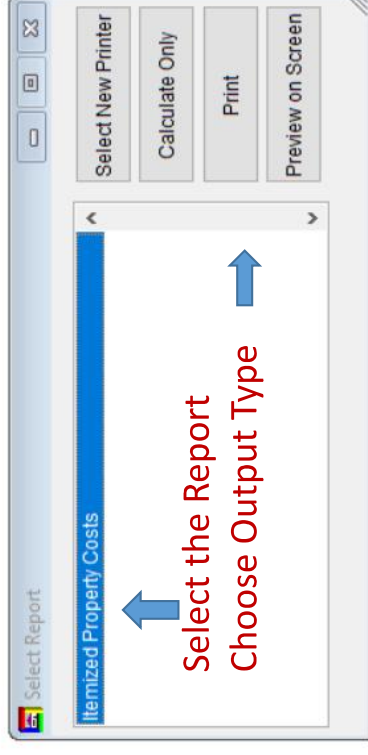 Select Report
Itemized Property Costs
Select the Report
Choose Output Type
Select New Printer
Calculate Only
Print
Preview on Screen